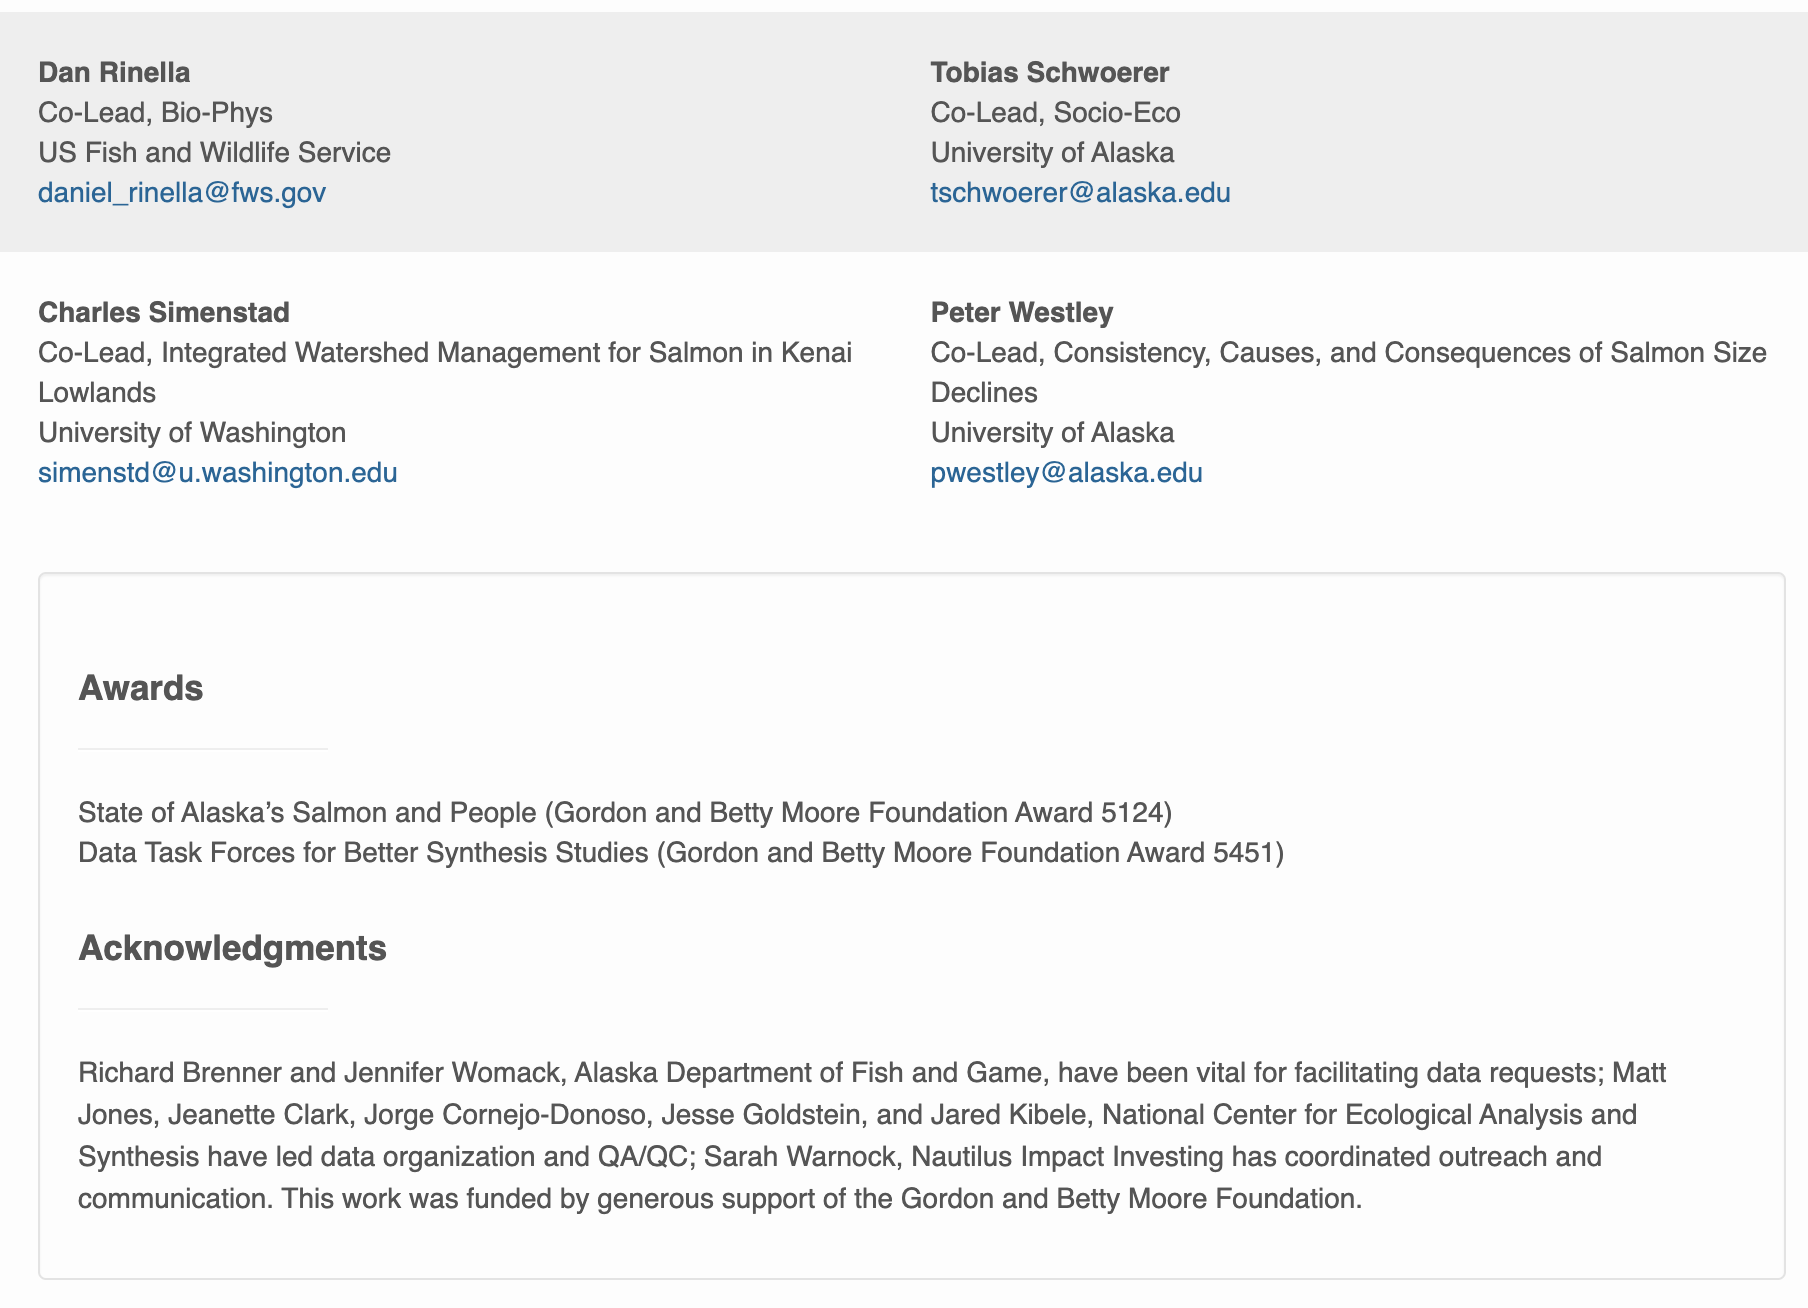 Dan Rinella
Co-Lead, Bio-Phys
US Fish and Wildlife Service
daniel_rinella@fws.gov
Tobias Schwoerer
Co-Lead, Socio-Eco
University of Alaska
tschwoerer@alaska.edu
Charles Simenstad
Co-Lead, Integrated Watershed Management for Salmon in Kenai
Lowlands
University of Washington
simenstd@u.washington.edu
Peter Westley
Co-Lead, Consistency, Causes, and Consequences of Salmon Size
Declines
University of Alaska
pwestley@alaska.edu
Awards
State of Alaska’s Salmon and People (Gordon and Betty Moore Foundation Award 5124)
Data Task Forces for Better Synthesis Studies (Gordon and Betty Moore Foundation Award 5451)
Acknowledgments
Richard Brenner and Jennifer Womack, Alaska Department of Fish and Game, have been vital for facilitating data requests; Matt
Jones, Jeanette Clark, Jorge Cornejo-Donoso, Jesse Goldstein, and Jared Kibele, National Center for Ecological Analysis and
Synthesis have led data organization and QA/QC; Sarah Warnock, Nautilus Impact Investing has coordinated outreach and
communication. This work was funded by generous support of the Gordon and Betty Moore Foundation.